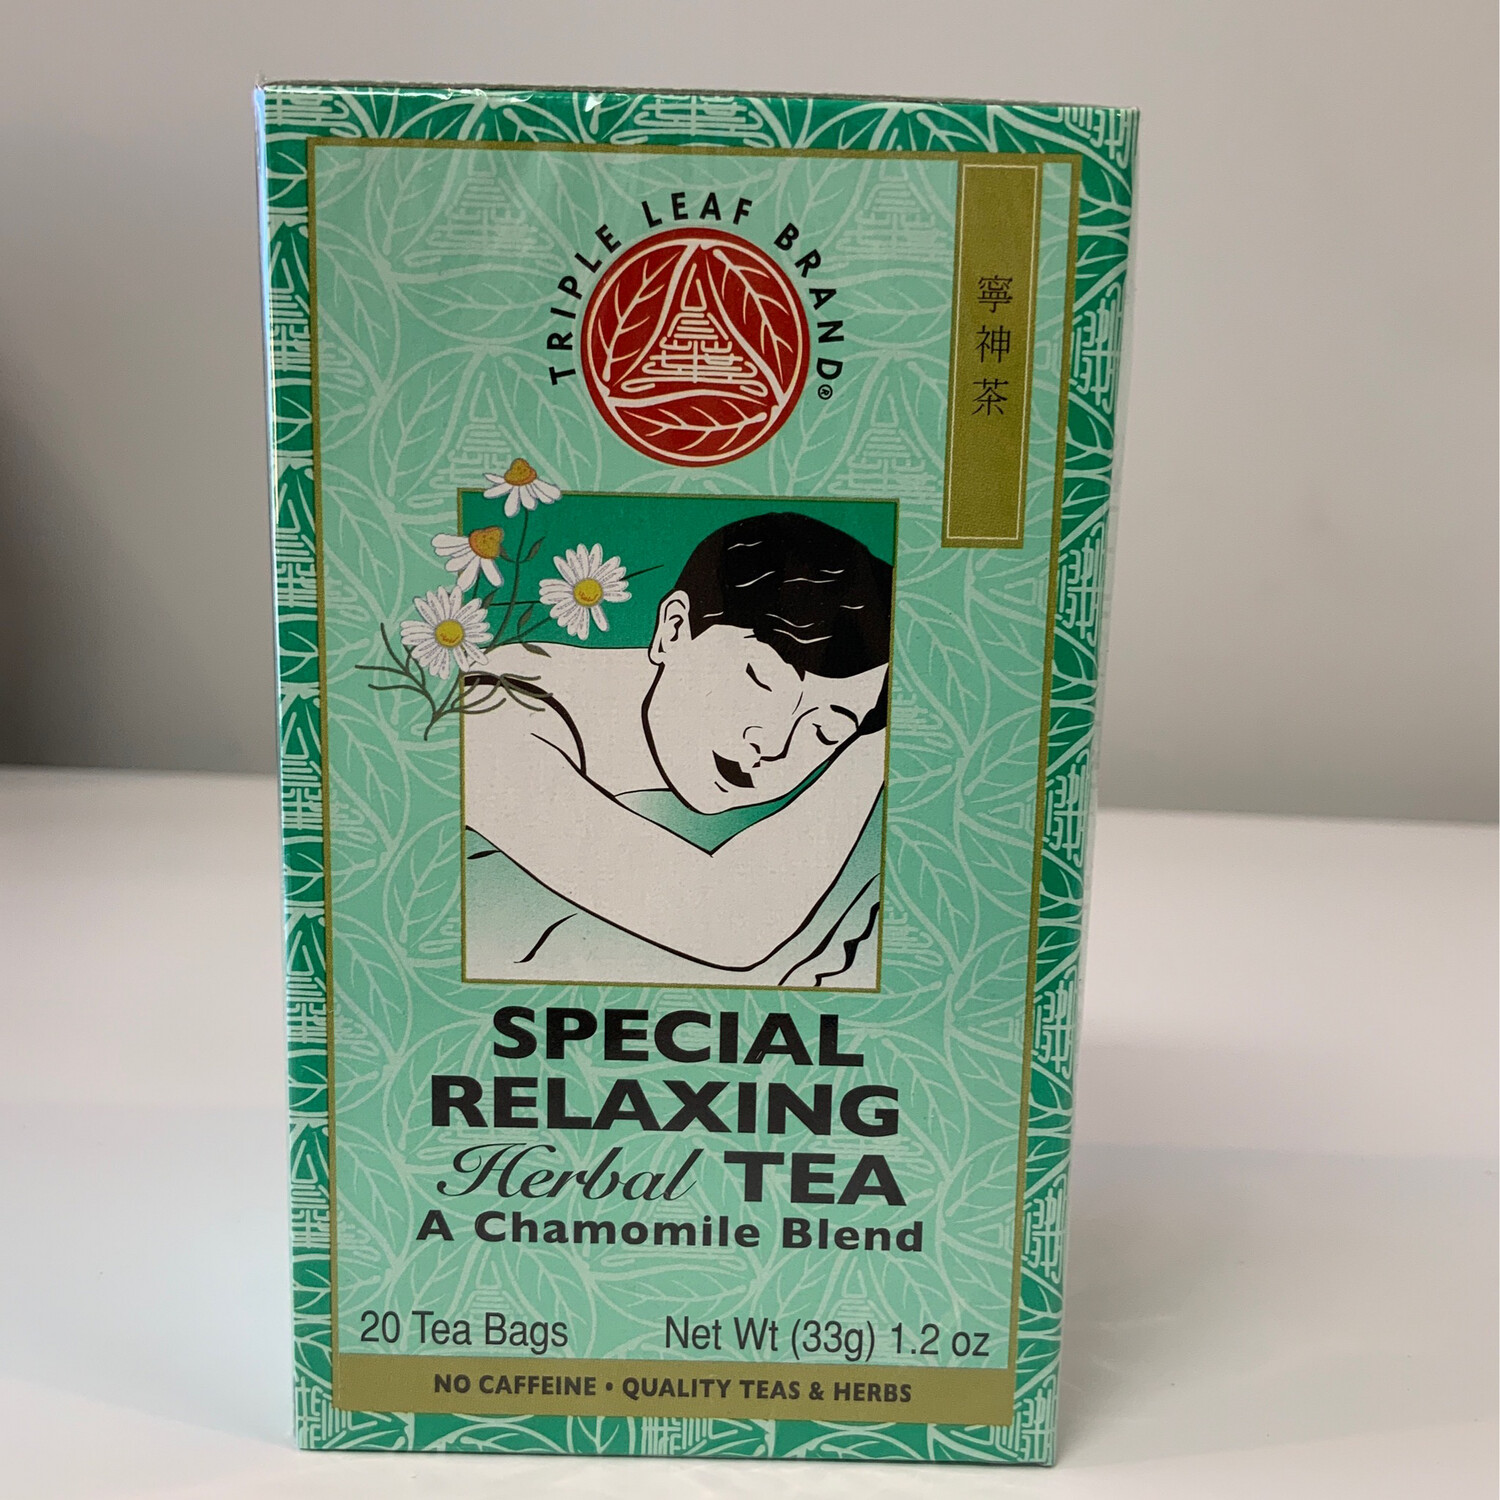 TRIPLE LEAF BRAND®
寧神茶
SPECIAL
RELAXING
Herbal TEA
A Chamomile Blend
20 Tea Bags Net Wt (33g) 1.2 oz
NO CAFFEINE • QUALITY TEAS & HERBS